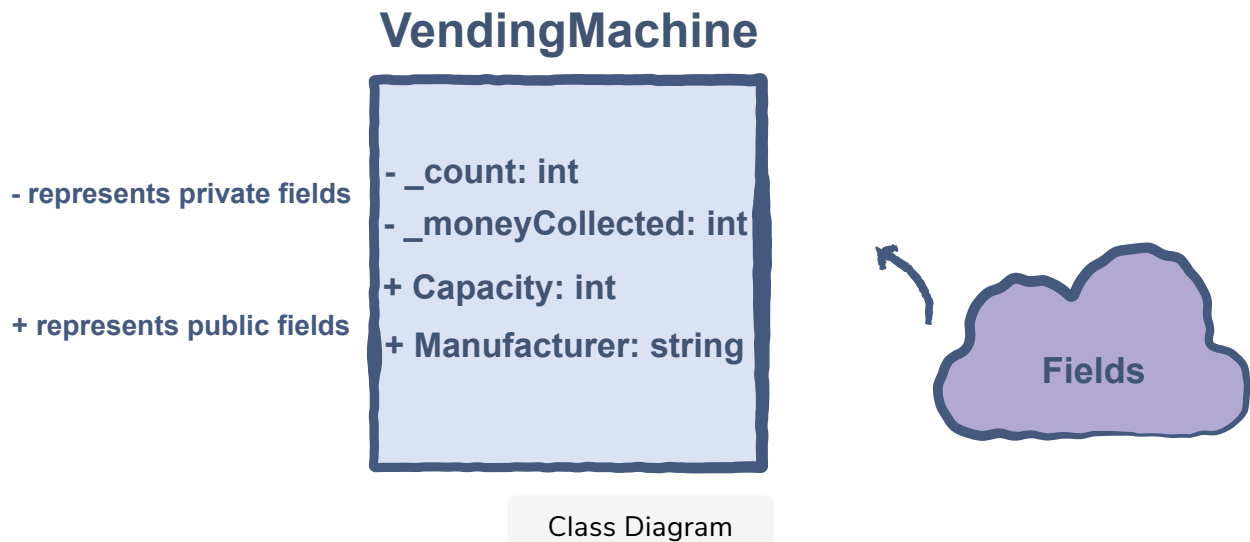 VendingMachine
- represents private fields
+ represents public fields
- _count: int
- _moneyCollected: int
+ Capacity: int
+ Manufacturer: string
Fields
Class Diagram